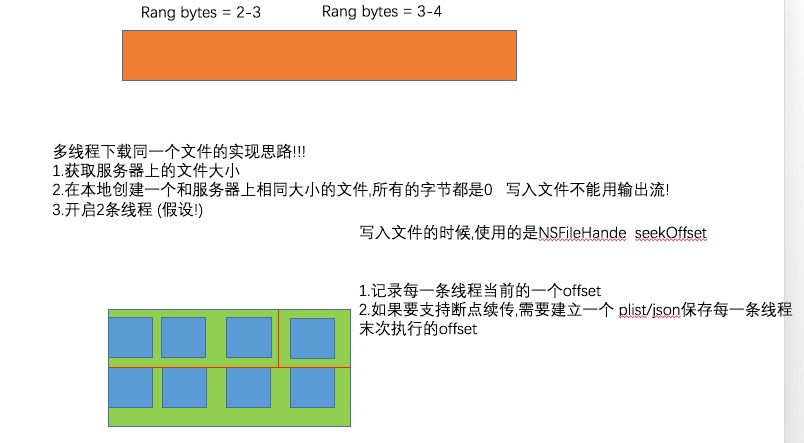 Rang bytes = 2-3 Rang bytes = 3-4
多线程下载同一个文件的实现思路!!!
1.获取服务器上的文件大小
2.在本地创建一个和服务器上相同大小的文件,所有的字节都是0 写入文件不能用输出流!
3.开启2条线程 (假设!)
写入文件的时候,使用的是NSFileHande seekOffset
1.记录每一条线程当前的一个offset
2.如果要支持断点续传,需要建立一个 plist/json保存每一条线程
末次执行的offset